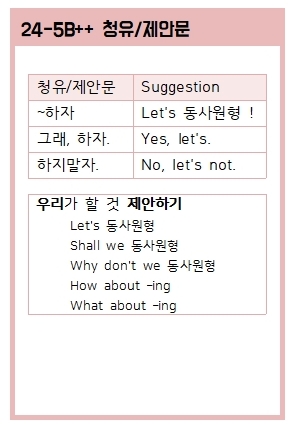 24-5B++ 청유/제안문
청유/제안문 Suggestion
~하자 Let's 동사원형 !
그래, 하자. Yes, let's.
하지말자. No, let's not.
우리가 할 것 제안하기
Let's 동사원형
Shall we 동사원형
Why don't we 동사원형
How about -ing
What about -ing